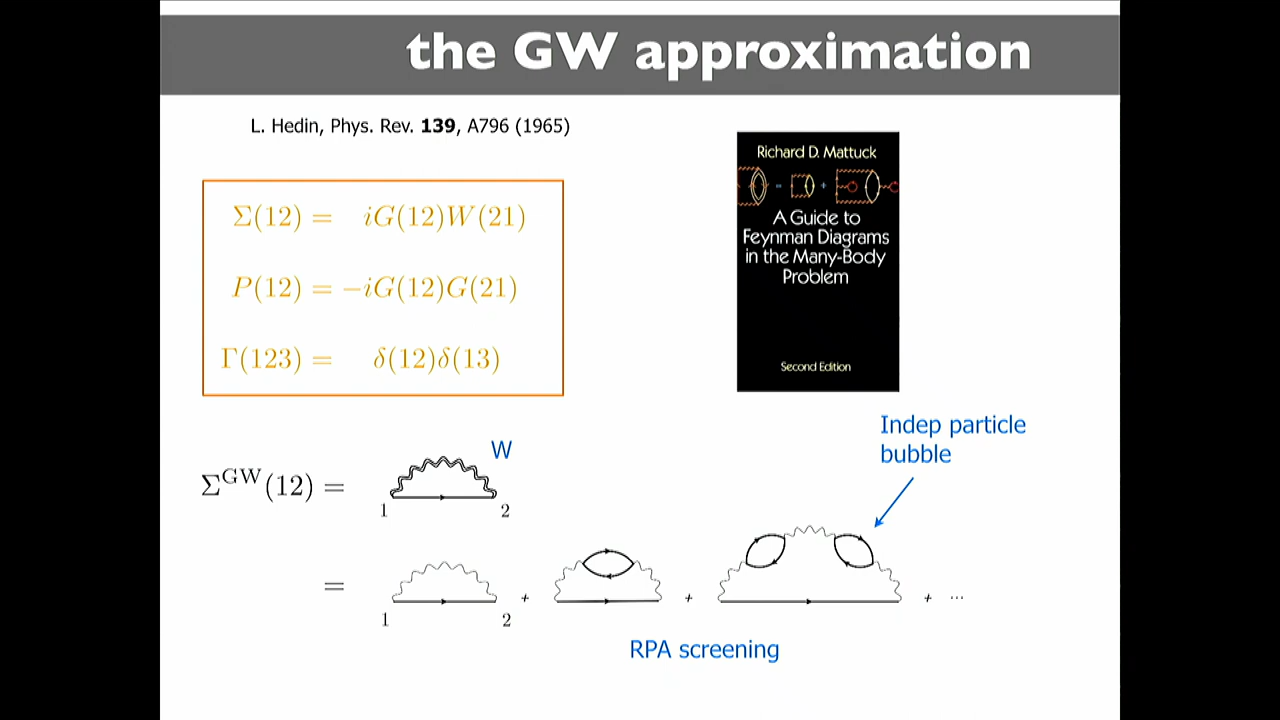 the GW approximation
L. Hedin, Phys. Rev. 139, A796 (1965)
Σ(12) = iG(12)W(21)
P(12) = −iG(12)G(21)
Γ(123) = δ(12)δ(13)
Richard D. Mattuck
A Guide to
Feynman Diagrams
in the Many-Body
Problem
Second Edition
Indep particle
bubble
W
Σ^GW(12) =
1 2
=
1 2
+ + + ...
RPA screening